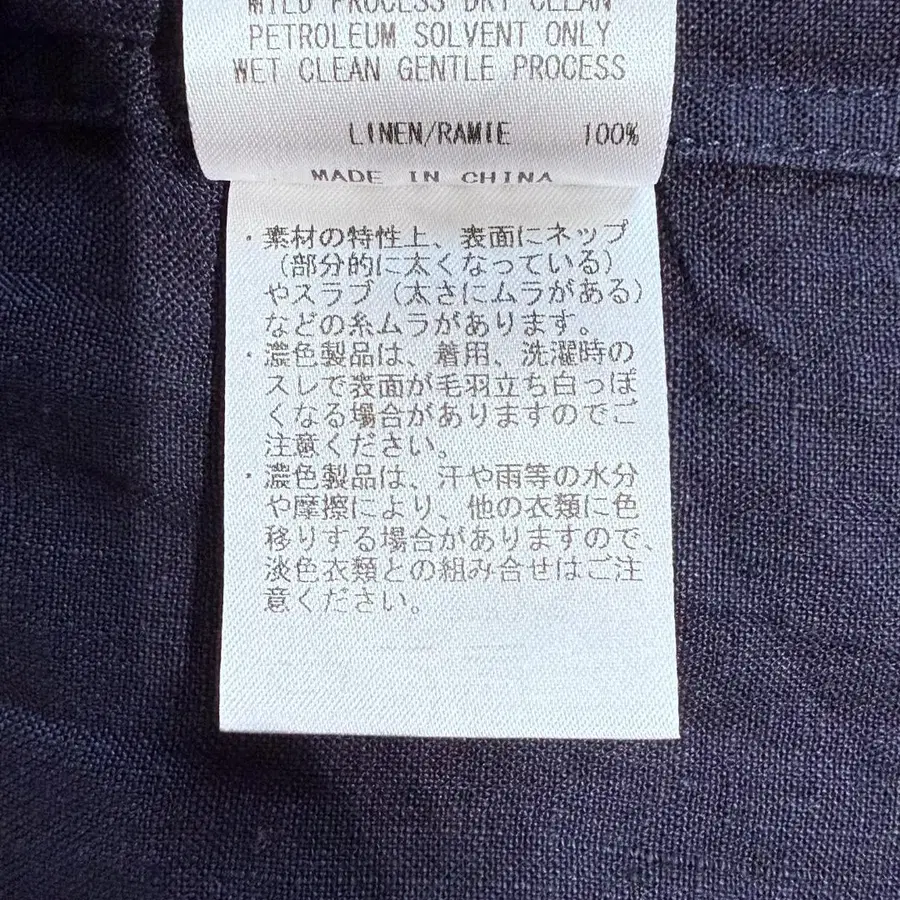 MILD PROCESS DRY CLEAN
PETROLEUM SOLVENT ONLY
WET CLEAN GENTLE PROCESS
LINEN/RAMIE 100%
MADE IN CHINA
・素材の特性上、表面にネップ
（部分的に太くなっている）
やスラブ（太さにムラがある）
などの糸ムラがあります。
・濃色製品は、着用、洗濯時の
スレで表面が毛羽立ち白っぽ
くなる場合がありますのでご
注意ください。
・濃色製品は、汗や雨等の水分
や摩擦により、他の衣類に色
移りする場合がありますので、
淡色衣類との組み合せはご注
意ください。